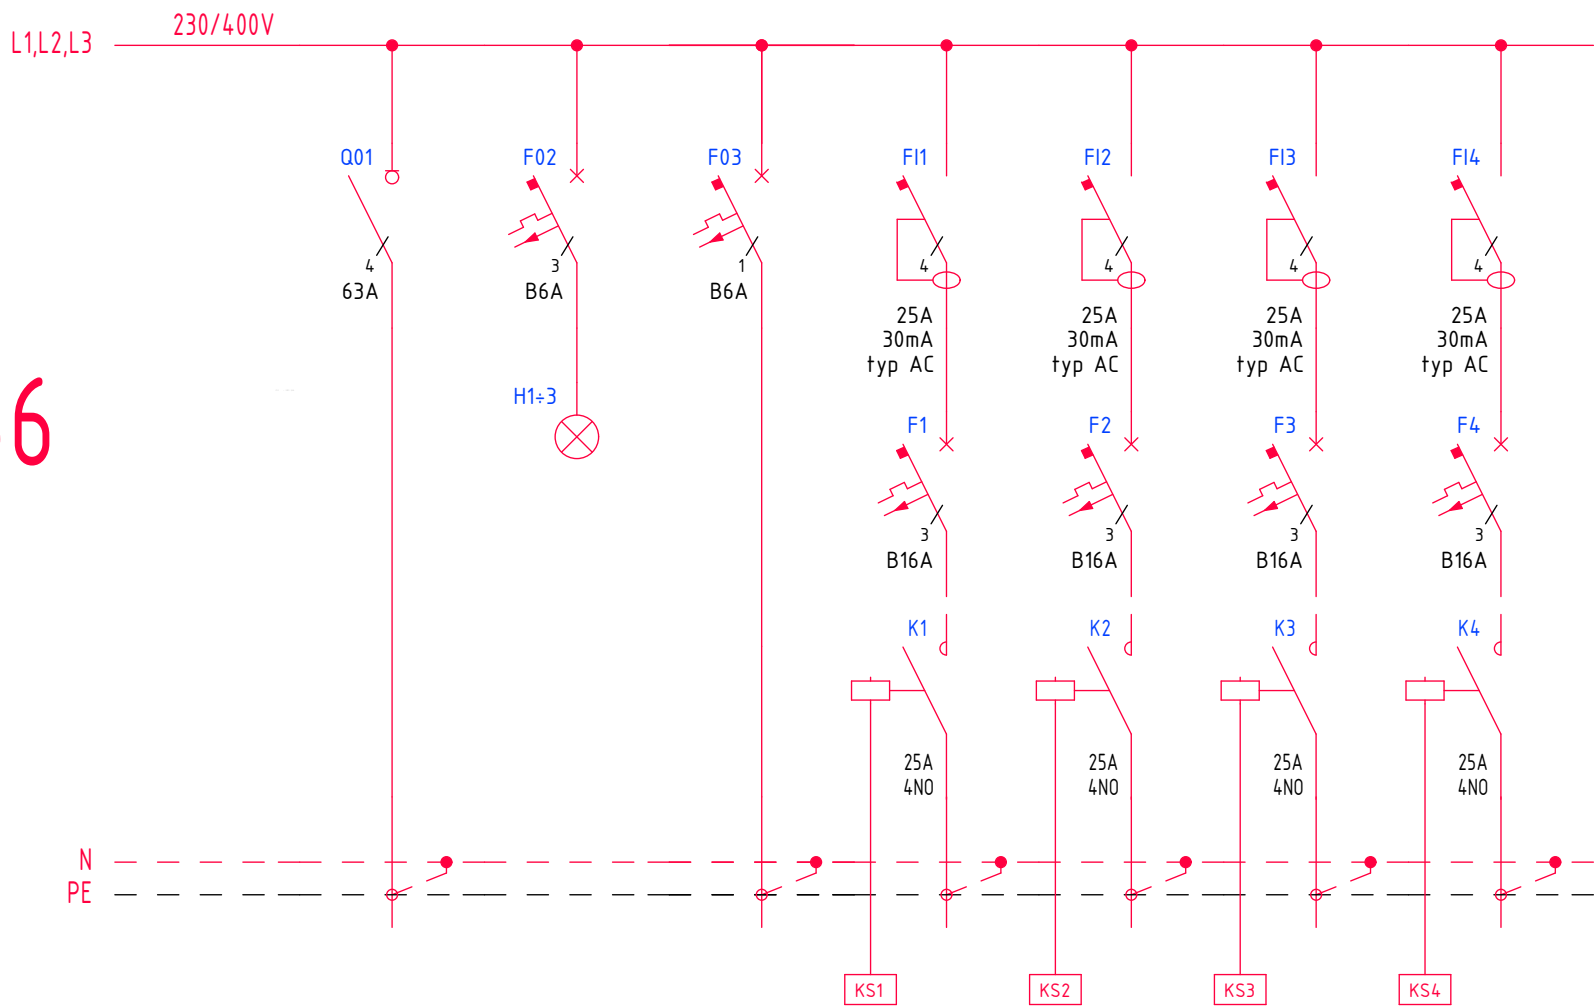 230/400V
L1,L2,L3
Q01
F02
F03
FI1
FI2
FI3
FI4
4
3
1
4
4
4
4
63A
B6A
B6A
25A
30mA
typ AC
25A
30mA
typ AC
25A
30mA
typ AC
25A
30mA
typ AC
6
H1÷3
F1
F2
F3
F4
3
3
3
3
B16A
B16A
B16A
B16A
K1
K2
K3
K4
25A
4NO
25A
4NO
25A
4NO
25A
4NO
N
PE
KS1
KS2
KS3
KS4